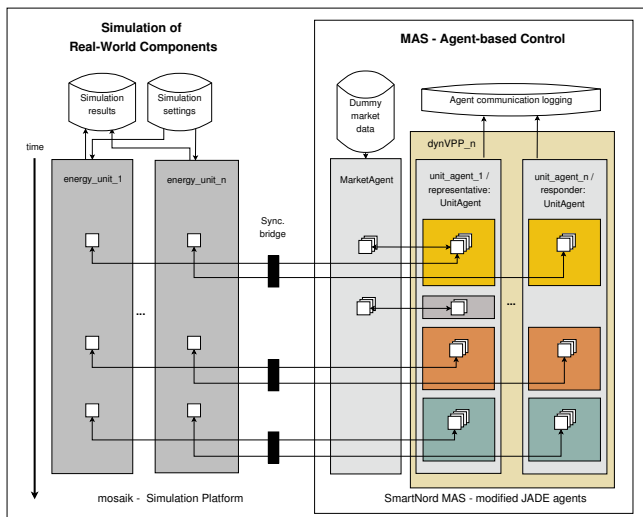 Simulation of
Real-World Components
MAS - Agent-based Control
Simulation
results
Simulation
settings
Dummy
market
data
Agent communication logging
time
dynVPP_n
energy_unit_1
energy_unit_n
MarketAgent
unit_agent_1 /
representative:
UnitAgent
unit_agent_n /
responder:
UnitAgent
Sync.
bridge
...
...
mosaik - Simulation Platform
SmartNord MAS - modified JADE agents